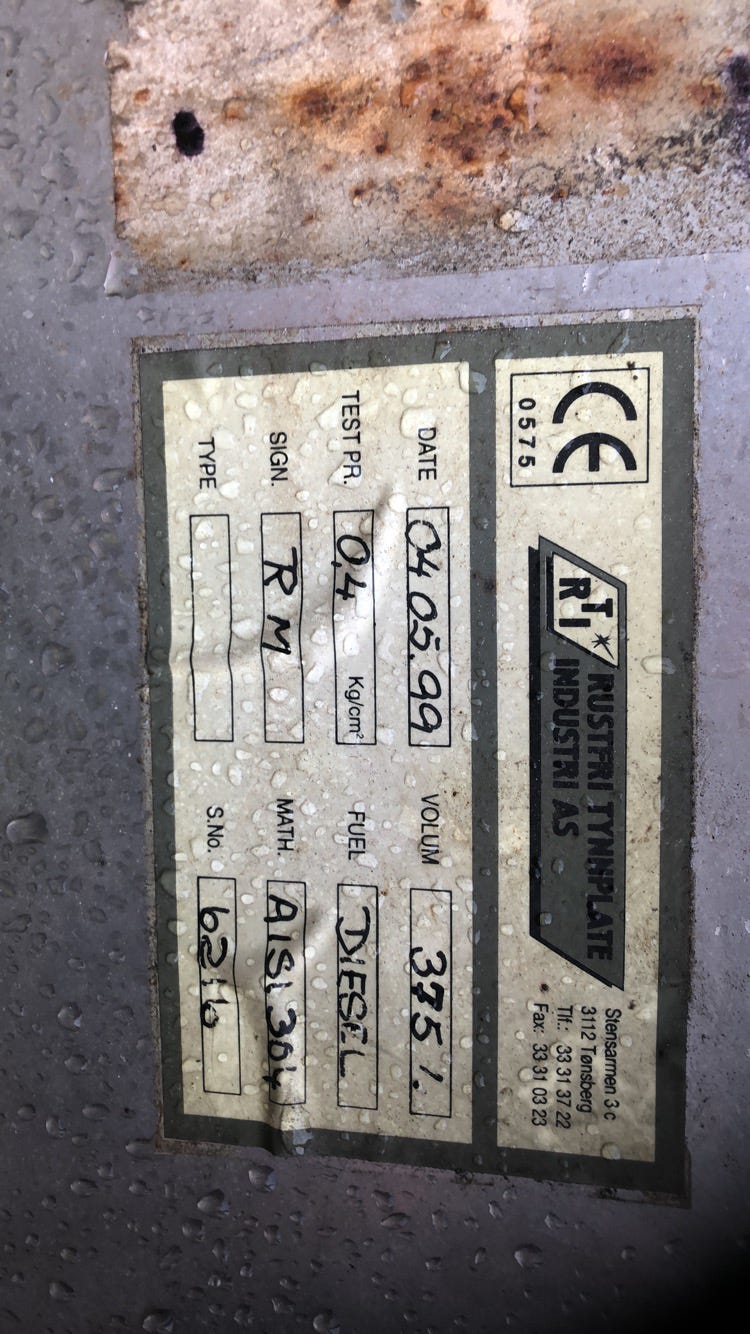 CE
0575
RTI
RUSTFRI TYNNPLATE
INDUSTRI AS
Stensarmen 3 c
3112 Tønsberg
Tlf.: 33 31 37 22
Fax: 33 31 03 23
DATE 04 05.99 VOLUM 375 l.
TEST PR. 0,4 Kg/cm² FUEL DIESEL
SIGN. RM MATH. AISI 304
TYPE S.No.